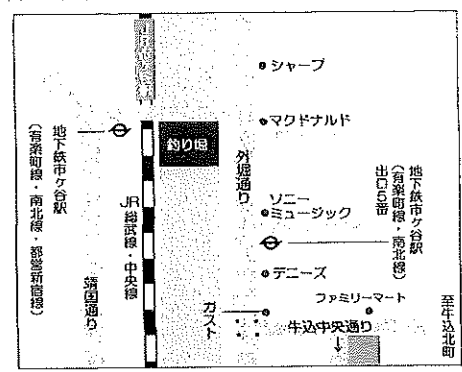 シャープ
マクドナルド
釣り堀
外堀通り
ソニー
ミュージック
地下鉄市ケ谷駅
(有楽町線・南北線)
出口5番
デニーズ
ファミリーマート
ガスト
牛込中央通り
至牛込北町
JR総武線・中央線
地下鉄市ケ谷駅
(有楽町線・南北線・都営新宿線)
靖国通り